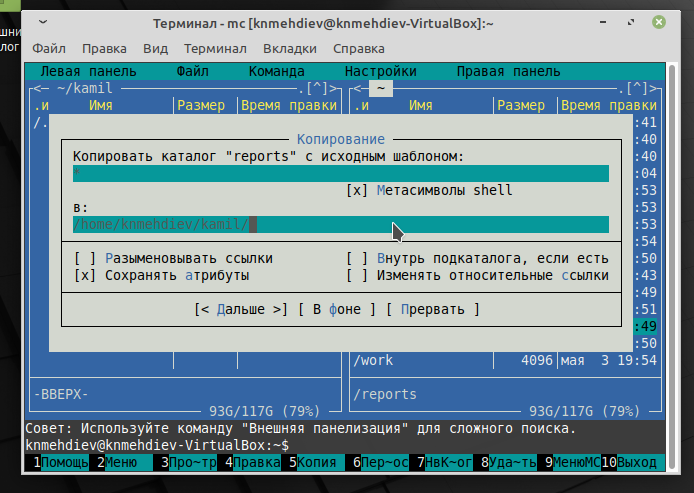 шни
лог
Терминал - mc [knmehdiev@knmehdiev-VirtualBox]:~
Файл Правка Вид Терминал Вкладки Справка
Левая панель Файл Команда Настройки Правая панель
<─ ~/kamil .[^]> <─ ~ .[^]>
.и Имя Размер Время правки .и Имя Размер Время правки
/. :41
Копирование :40
Копировать каталог "reports" с исходным шаблоном: :40
* :04
[x] Метасимволы shell :53
в: :53
/home/knmehdiev/kamil/ :53
:54
[ ] Разыменовывать ссылки [ ] Внутрь подкаталога, если есть :50
[x] Сохранять атрибуты [ ] Изменять относительные ссылки :43
:49
[< Дальше >] [ В фоне ] [ Прервать ] :51
:49
:50
/work 4096 мая 3 19:54
-ВВЕРХ- /reports
93G/117G (79%) 93G/117G (79%)
Совет: Используйте команду "Внешняя панелизация" для сложного поиска.
knmehdiev@knmehdiev-VirtualBox:~$
1Помощь 2Меню 3Про~тр 4Правка 5Копия 6Пер~ос 7НвК~ог 8Уда~ть 9МенюМС 10Выход